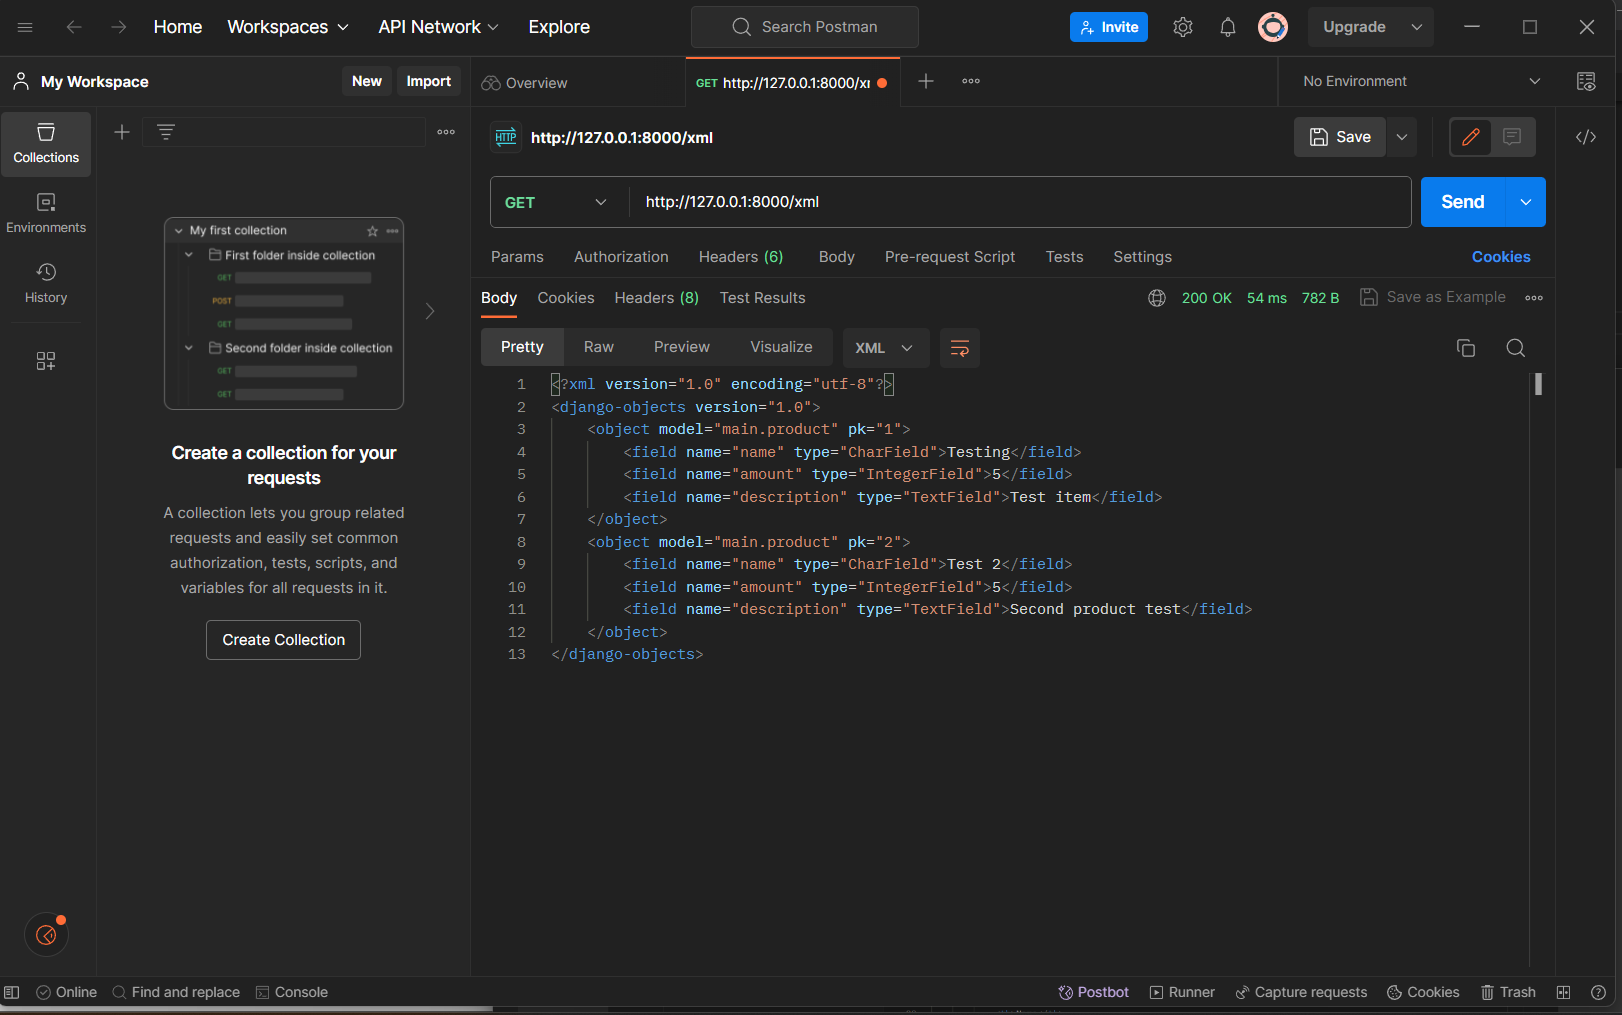 Home Workspaces API Network Explore Search Postman Invite Upgrade
My Workspace New Import Overview GET http://127.0.0.1:8000/xr No Environment
Collections
Environments
History
My first collection
First folder inside collection
GET
POST
GET
Second folder inside collection
GET
GET
Create a collection for your
requests
A collection lets you group related
requests and easily set common
authorization, tests, scripts, and
variables for all requests in it.
Create Collection
HTTP http://127.0.0.1:8000/xml Save
GET http://127.0.0.1:8000/xml Send
Params Authorization Headers (6) Body Pre-request Script Tests Settings Cookies
Body Cookies Headers (8) Test Results 200 OK 54 ms 782 B Save as Example
Pretty Raw Preview Visualize XML
1 <?xml version="1.0" encoding="utf-8"?>
2 <django-objects version="1.0">
3 <object model="main.product" pk="1">
4 <field name="name" type="CharField">Testing</field>
5 <field name="amount" type="IntegerField">5</field>
6 <field name="description" type="TextField">Test item</field>
7 </object>
8 <object model="main.product" pk="2">
9 <field name="name" type="CharField">Test 2</field>
10 <field name="amount" type="IntegerField">5</field>
11 <field name="description" type="TextField">Second product test</field>
12 </object>
13 </django-objects>
Online Find and replace Console Postbot Runner Capture requests Cookies Trash